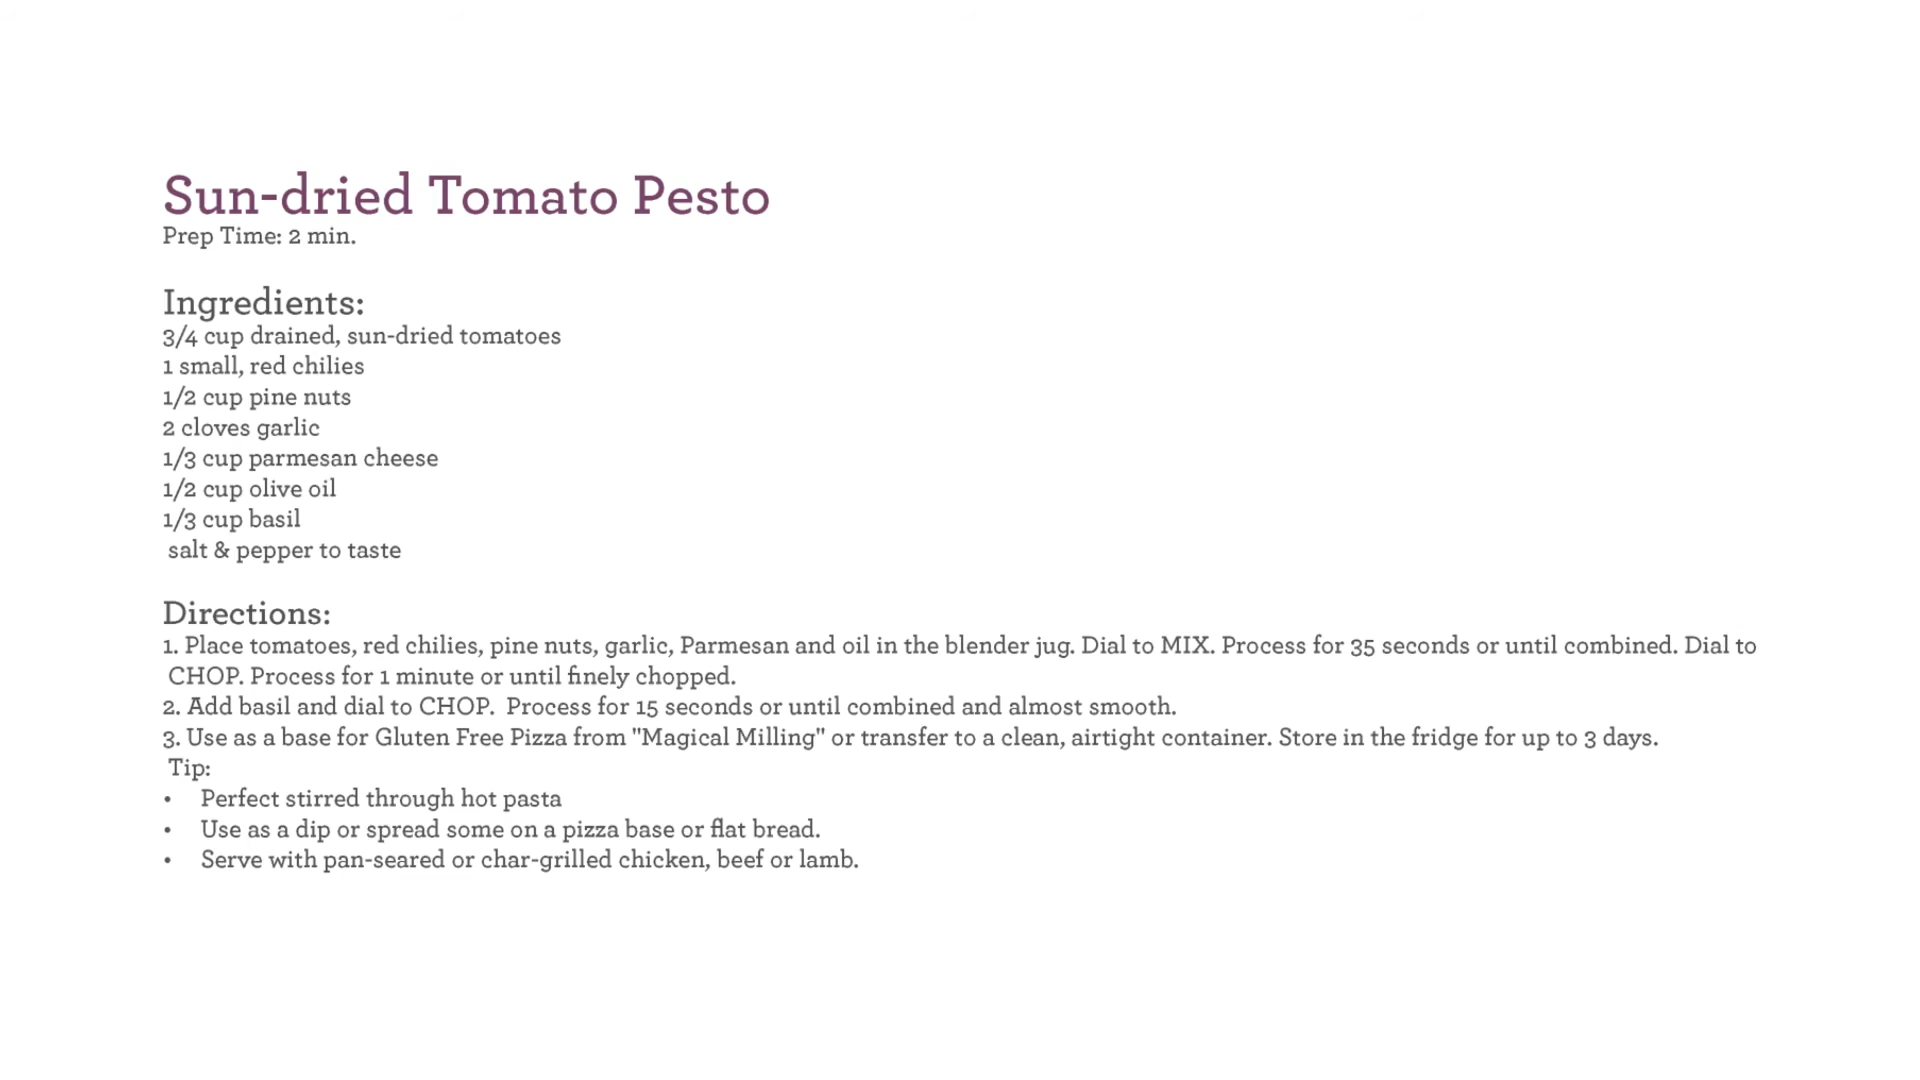 Sun-dried Tomato Pesto
Prep Time: 2 min.
Ingredients:
3/4 cup drained, sun-dried tomatoes
1 small, red chilies
1/2 cup pine nuts
2 cloves garlic
1/3 cup parmesan cheese
1/2 cup olive oil
1/3 cup basil
salt & pepper to taste
Directions:
1. Place tomatoes, red chilies, pine nuts, garlic, Parmesan and oil in the blender jug. Dial to MIX. Process for 35 seconds or until combined. Dial to
CHOP. Process for 1 minute or until finely chopped.
2. Add basil and dial to CHOP.  Process for 15 seconds or until combined and almost smooth.
3. Use as a base for Gluten Free Pizza from "Magical Milling" or transfer to a clean, airtight container. Store in the fridge for up to 3 days.
Tip:
• Perfect stirred through hot pasta
• Use as a dip or spread some on a pizza base or flat bread.
• Serve with pan-seared or char-grilled chicken, beef or lamb.